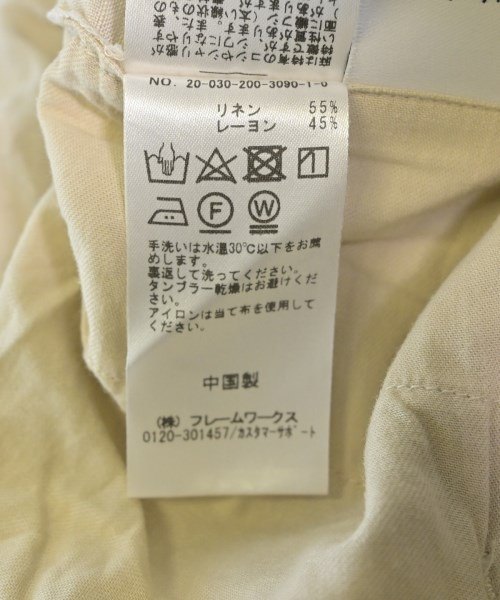 NO. 20-030-200-3090-1-0
リネン 55%
レーヨン 45%
F
W
手洗いは水温30℃以下をお薦
めします。
裏返して洗ってください。
タンブラー乾燥はお避けくだ
さい。
アイロンは当て布を使用して
ください。
中国製
(株) フレームワークス
0120-301457/カスタマーサポート